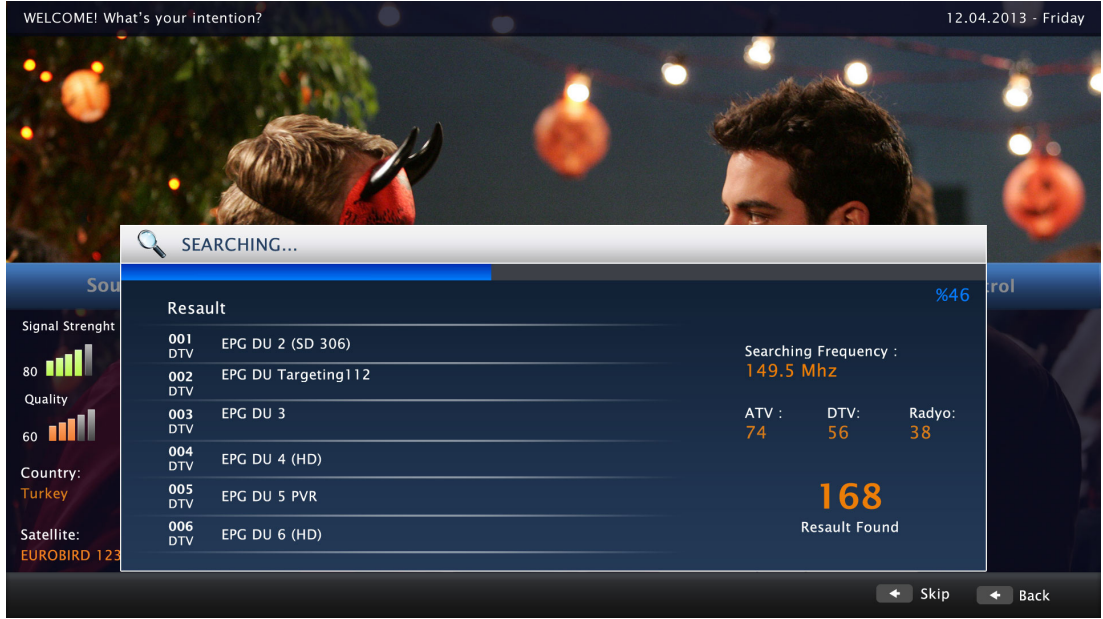 WELCOME! What's your intention?
12.04.2013 - Friday
SEARCHING...
Sou
rol
%46
Resault
Signal Strenght
80
Quality
60
Country:
Turkey
Satellite:
EUROBIRD 123
001 EPG DU 2 (SD 306)
DTV
002 EPG DU Targeting112
DTV
003 EPG DU 3
DTV
004 EPG DU 4 (HD)
DTV
005 EPG DU 5 PVR
DTV
006 EPG DU 6 (HD)
DTV
Searching Frequency :
149.5 Mhz
ATV : DTV: Radyo:
74 56 38
168
Resault Found
Skip Back